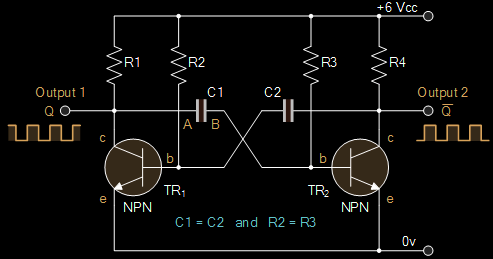 +6 Vcc
R1
R2
R3
R4
Output 1
C1
C2
Output 2
Q
A
B
Q̅
c
c
b
b
TR₁
TR₂
e
e
NPN
NPN
C1 = C2 and R2 = R3
0v